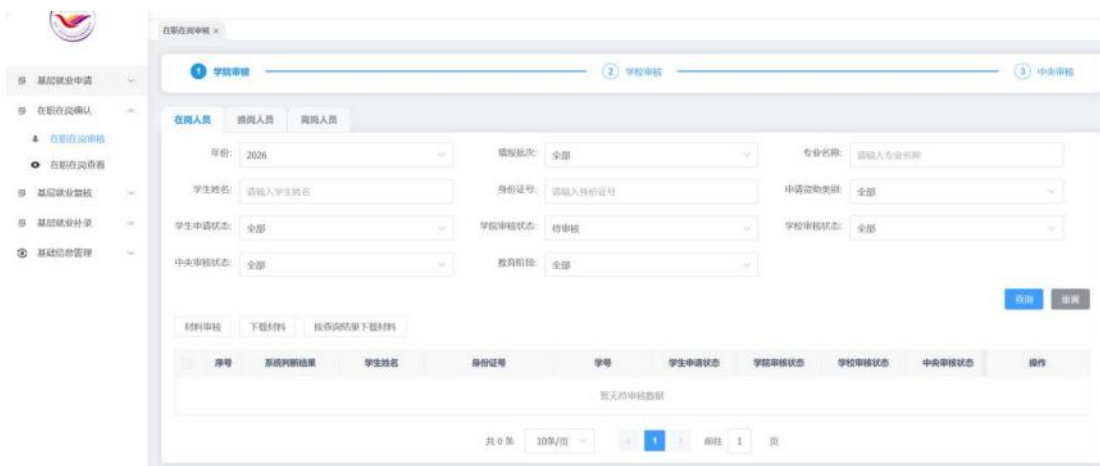 在职在岗审核 ×
1 学院审核 2 学校审核 3 中央审核
基层就业申请
在职在岗确认
在职在岗审核
在职在岗查看
基层就业复核
基层就业补录
基础信息管理
在岗人员 换岗人员 离岗人员
年份: 2026 填报批次: 全部 专业名称: 请输入专业名称
学生姓名: 请输入学生姓名 身份证号: 请输入身份证号 申请资助类别: 全部
学生申请状态: 全部 学院审核状态: 待审核 学校审核状态: 全部
中央审核状态: 全部 教育阶段: 全部
查询 重置
材料审核 下载材料 按查询结果下载材料
序号 系统判断结果 学生姓名 身份证号 学号 学生申请状态 学院审核状态 学校审核状态 中央审核状态 操作
暂无待审核数据
共 0 条 10条/页 1 前往 1 页